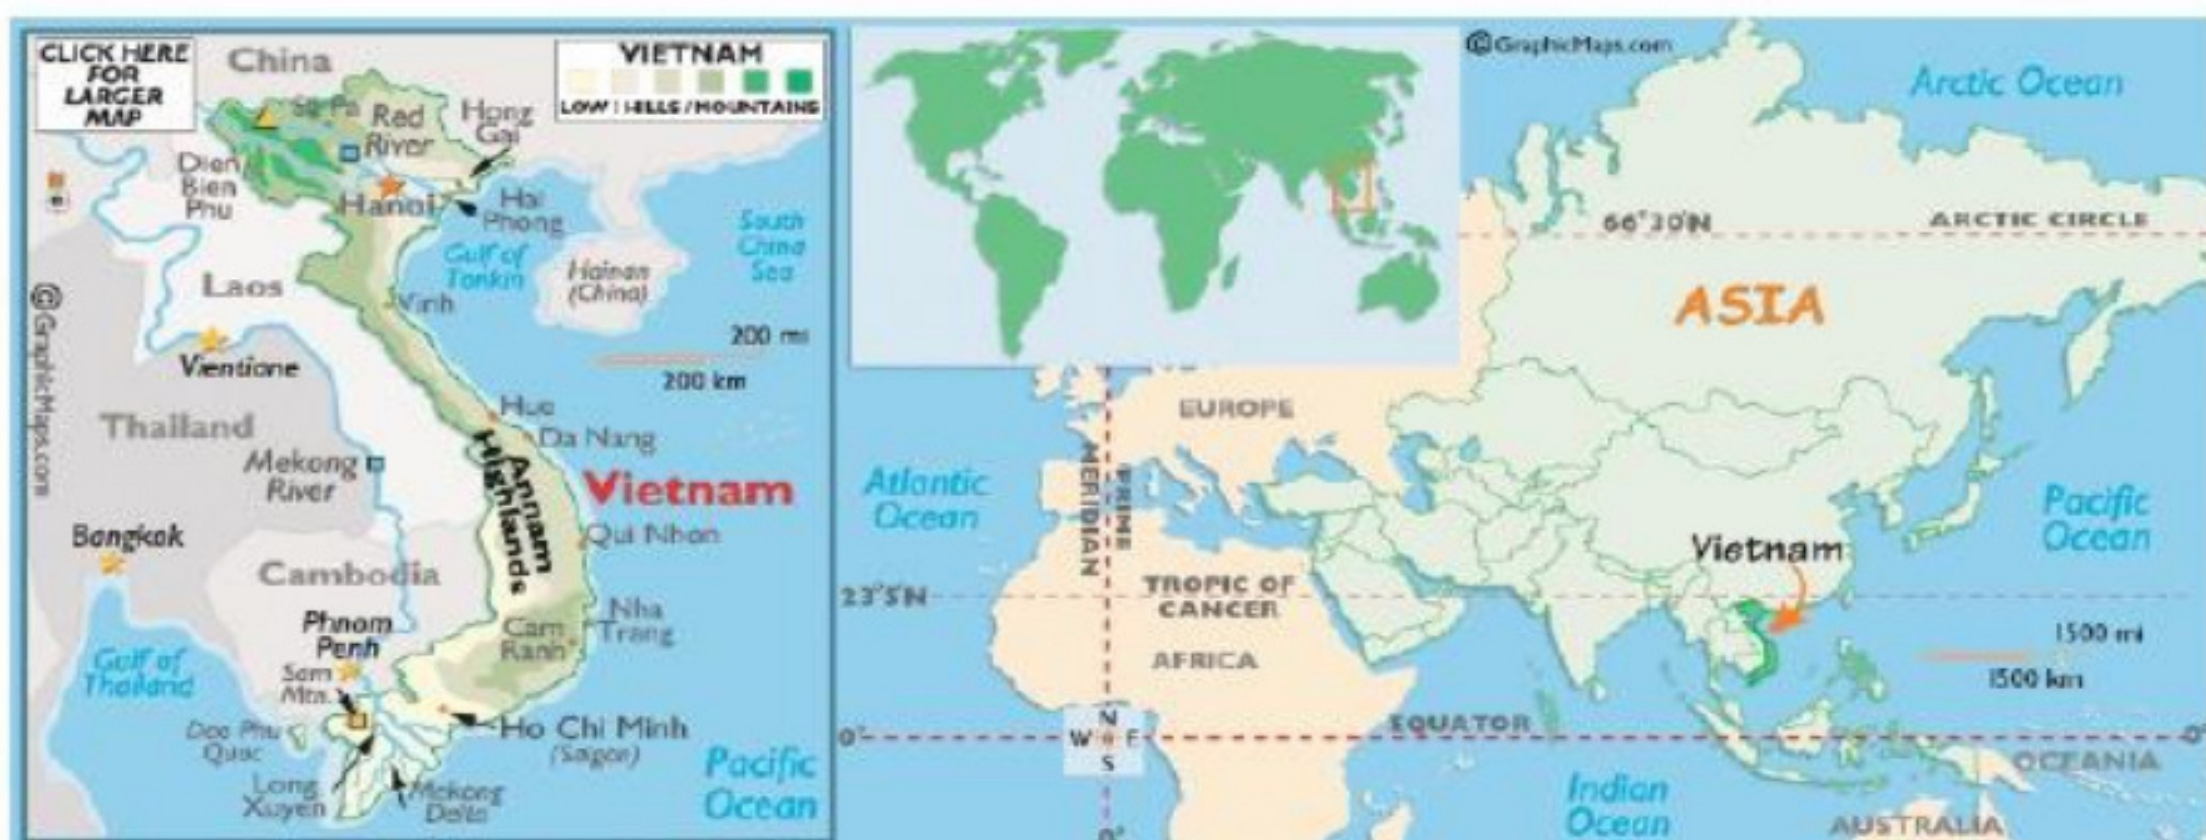 CLICK HERE
FOR
LARGER
MAP
China
VIETNAM
LOW / HILLS / MOUNTAINS
Sa Pa
Red
River
Hong
Gai
Dien
Bien
Phu
Hanoi
Hai
Phong
Gulf of
Tonkin
Hainan
(China)
South
China
Sea
Laos
Vinh
200 mi
200 km
©GraphicMaps.com
Vientiane
Thailand
Hue
Da Nang
Mekong
River
Annam
Highlands
Vietnam
Bangkok
Qui Nhon
Cambodia
Phnom
Penh
Nha
Trang
Cam
Ranh
Gulf of
Thailand
Sam
Mtn.
Dao Phu
Quoc
Ho Chi Minh
(Saigon)
Long
Xuyen
Mekong
Delta
Pacific
Ocean
©GraphicMaps.com
Arctic Ocean
66°30'N
ARCTIC CIRCLE
ASIA
EUROPE
Atlantic
Ocean
PRIME
MERIDIAN
Pacific
Ocean
Vietnam
23°5'N
TROPIC OF
CANCER
AFRICA
1500 mi
1500 km
N
W
E
S
0°
EQUATOR
0°
OCEANIA
Indian
Ocean
AUSTRALIA
0°